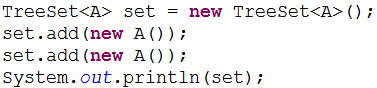 TreeSet<A> set = new TreeSet<A>();
set.add(new A());
set.add(new A());
System.out.println(set);